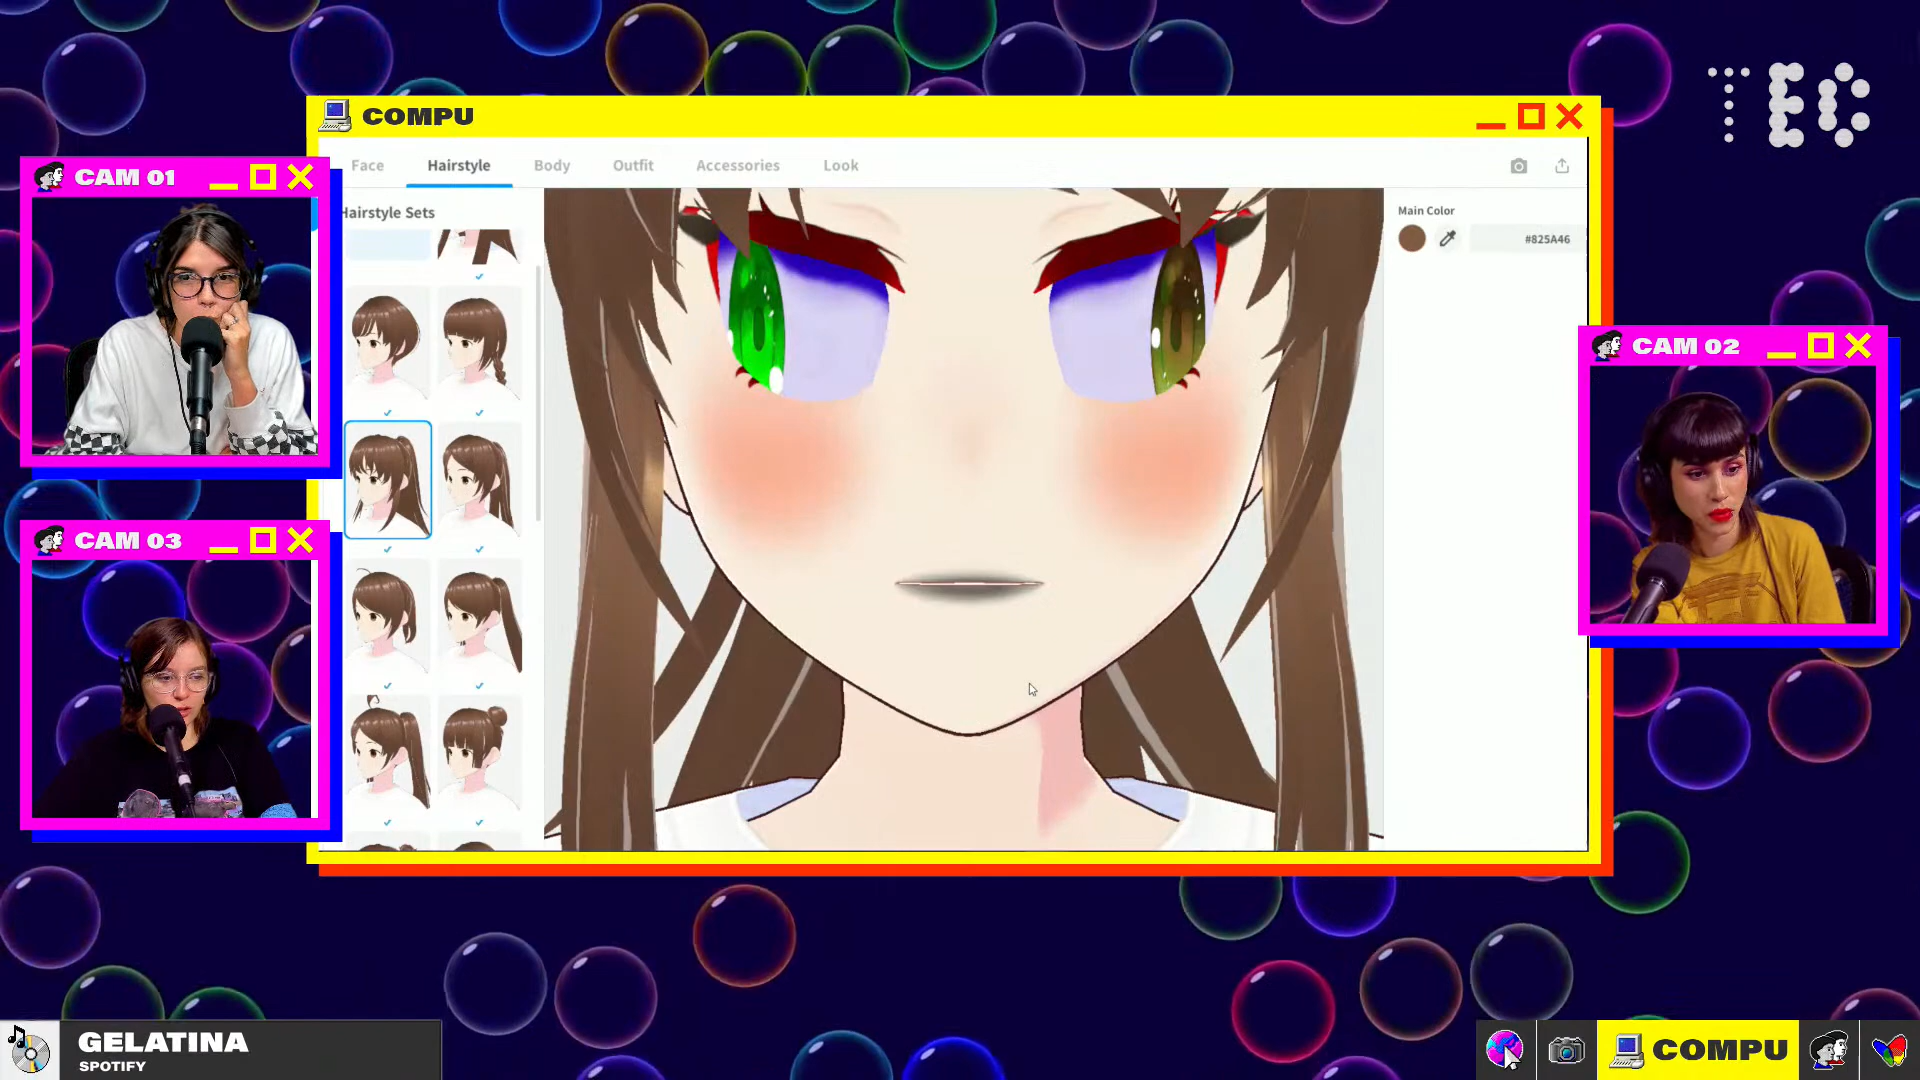 TEC
COMPU
CAM 01
Face
Hairstyle
Body
Outfit
Accessories
Look
Hairstyle Sets
Main Color
#825A46
CAM 02
CAM 03
GELATINA
SPOTIFY
COMPU